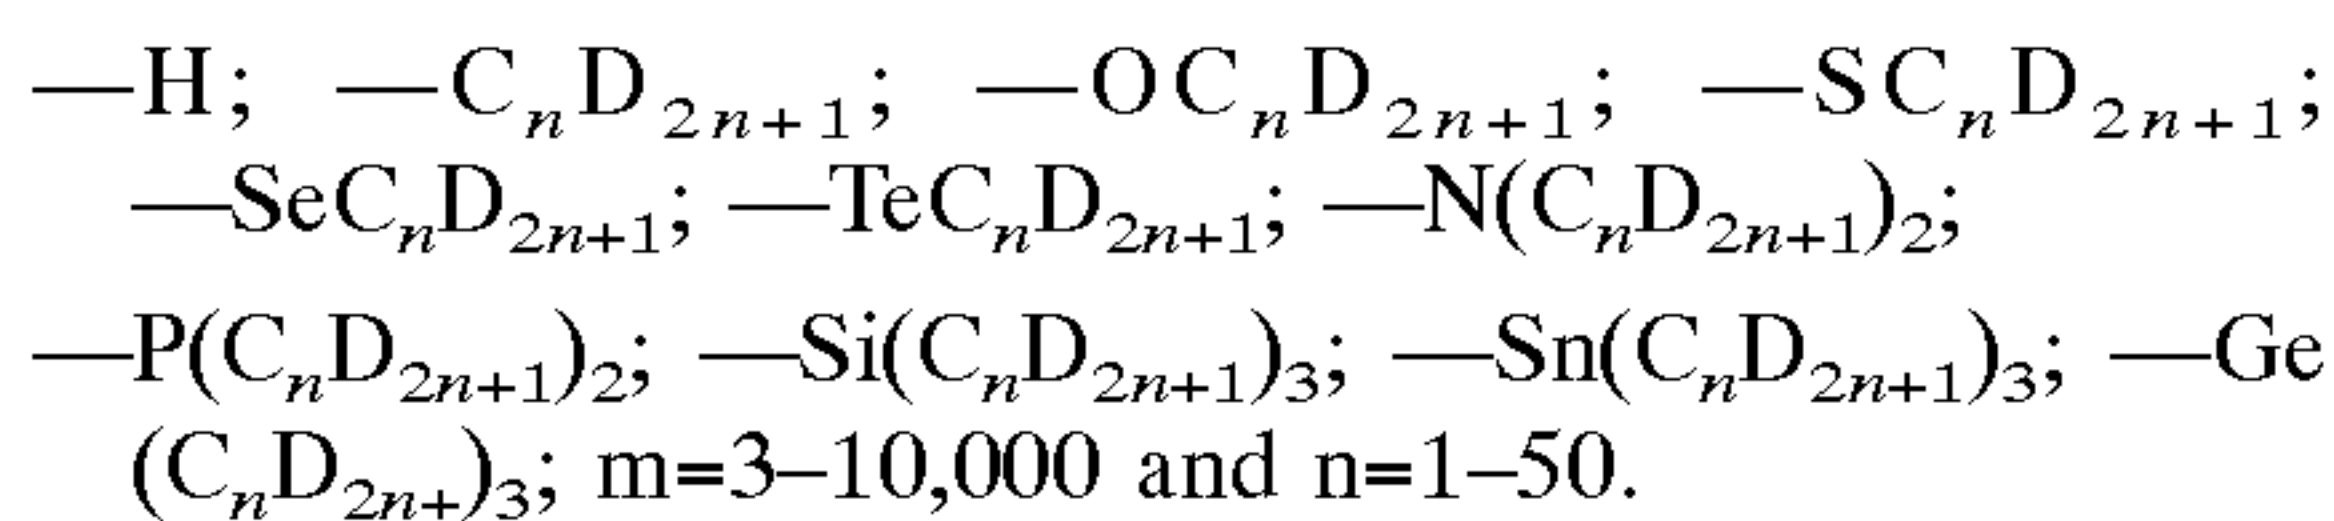 —H; —CₙD₂ₙ₊₁; —OCₙD₂ₙ₊₁; —SCₙD₂ₙ₊₁;
—SeCₙD₂ₙ₊₁; —TeCₙD₂ₙ₊₁; —N(CₙD₂ₙ₊₁)₂;
—P(CₙD₂ₙ₊₁)₂; —Si(CₙD₂ₙ₊₁)₃; —Sn(CₙD₂ₙ₊₁)₃; —Ge
(CₙD₂ₙ₊)₃; m=3–10,000 and n=1–50.